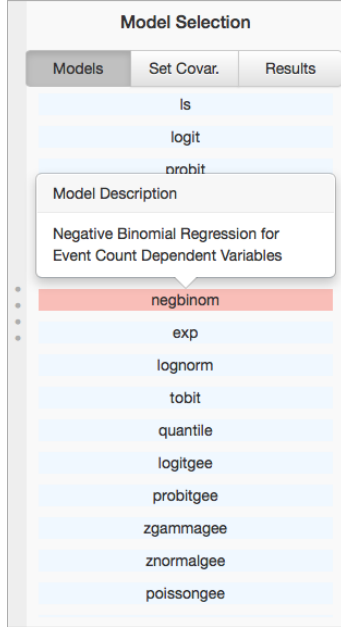 Model Selection
Models Set Covar. Results
ls
logit
probit
Model Description
Negative Binomial Regression for
Event Count Dependent Variables
negbinom
exp
lognorm
tobit
quantile
logitgee
probitgee
zgammagee
znormalgee
poissongee